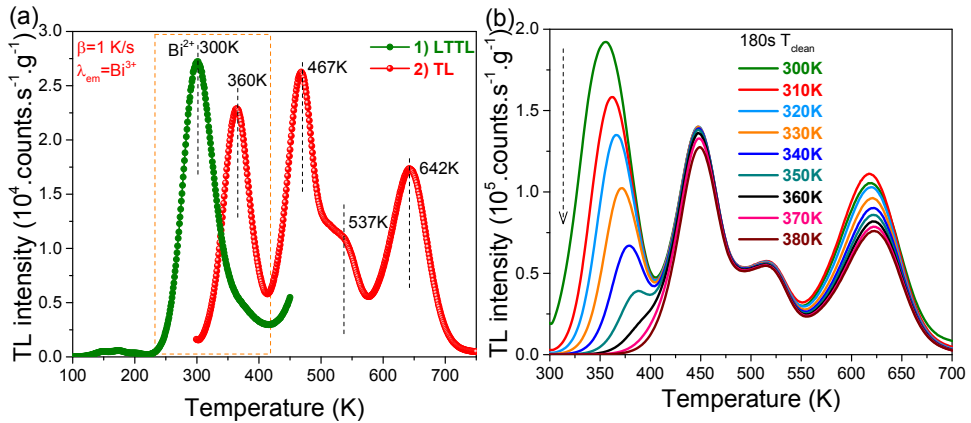 (a)
β=1 K/s
λem=Bi³⁺
Bi²⁺ 300K
360K
467K
537K
642K
1) LTTL
2) TL
TL intensity (10⁴.counts.s⁻¹.g⁻¹)
3.0
2.5
2.0
1.5
1.0
0.5
0.0
100 200 300 400 500 600 700
Temperature (K)
(b)
180s Tclean
300K
310K
320K
330K
340K
350K
360K
370K
380K
TL intensity (10⁵.counts.s⁻¹.g⁻¹)
2.0
1.5
1.0
0.5
0.0
300 350 400 450 500 550 600 650 700
Temperature (K)